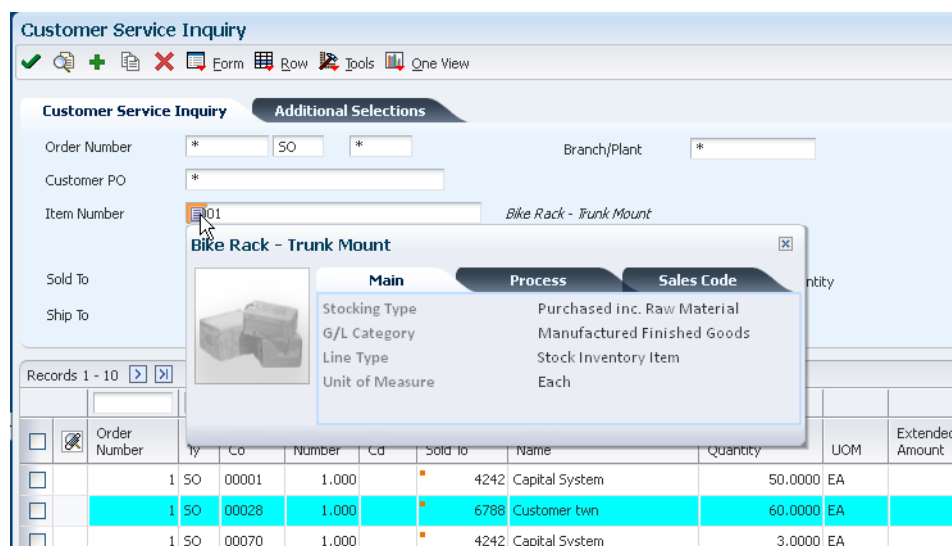 Customer Service Inquiry
Form Row Tools One View
Customer Service Inquiry Additional Selections
Order Number * SO * Branch/Plant *
Customer PO *
Item Number 01 Bike Rack - Trunk Mount
Bike Rack - Trunk Mount
Main Process Sales Code
Sold To ntity
Stocking Type Purchased inc. Raw Material
Ship To
G/L Category Manufactured Finished Goods
Line Type Stock Inventory Item
Unit of Measure Each
Records 1 - 10
Order Number Ty Co Number Cd Sold To Name Quantity UOM Extended Amount
1 SO 00001 1.000 4242 Capital System 50.0000 EA
1 SO 00028 1.000 6788 Customer twn 60.0000 EA
1 SO 00070 1.000 4242 Capital System 3.0000 EA